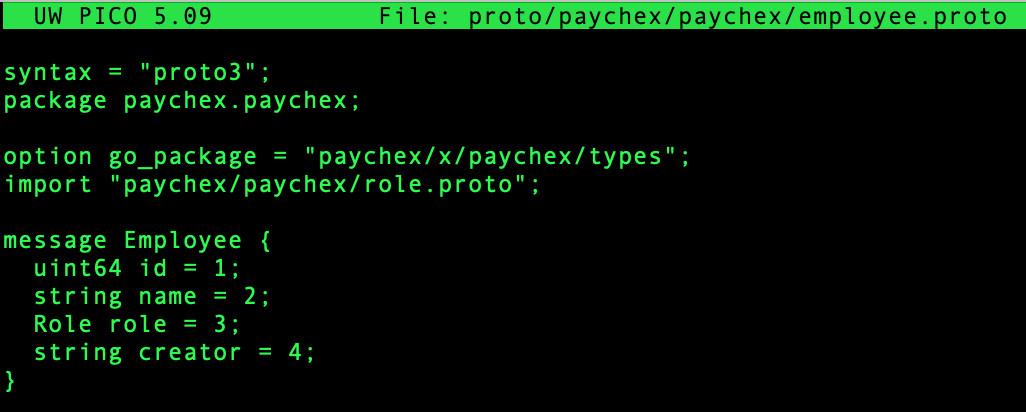 UW PICO 5.09 File: proto/paychex/paychex/employee.proto
syntax = "proto3";
package paychex.paychex;
option go_package = "paychex/x/paychex/types";
import "paychex/paychex/role.proto";
message Employee {
  uint64 id = 1;
  string name = 2;
  Role role = 3;
  string creator = 4;
}